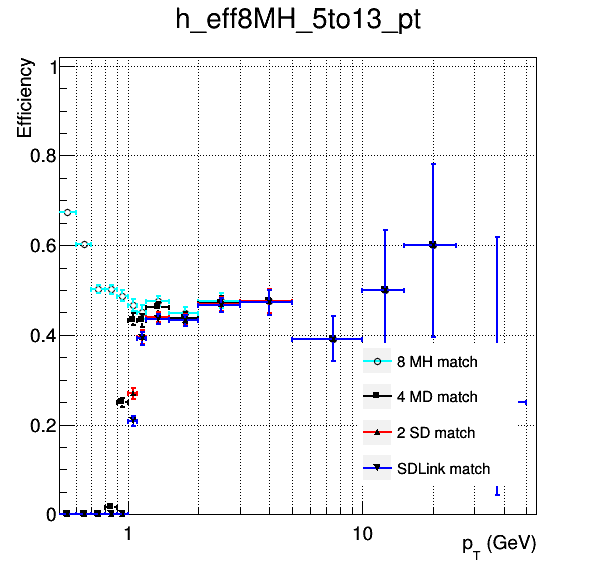 h_eff8MH_5to13_pt
Efficiency
1
0.8
0.6
0.4
0.2
0
8 MH match
4 MD match
2 SD match
SDLink match
1
10
p_T (GeV)